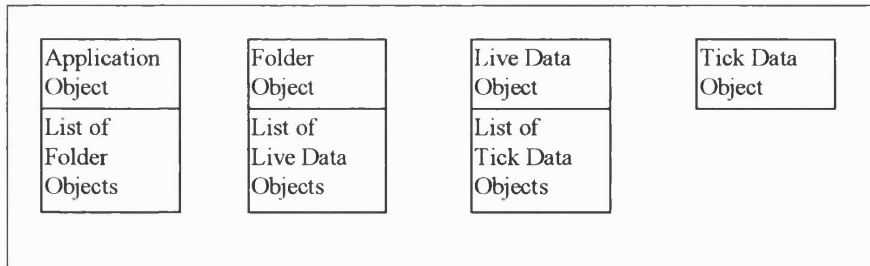 Application
Object
List of
Folder
Objects
Folder
Object
List of
Live Data
Objects
Live Data
Object
List of
Tick Data
Objects
Tick Data
Object